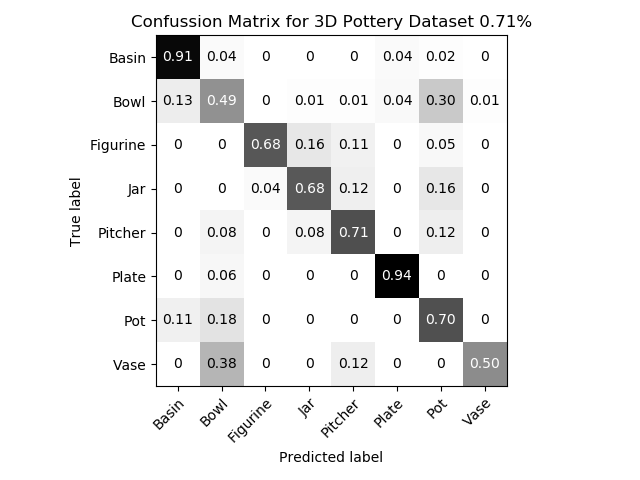 Confussion Matrix for 3D Pottery Dataset 0.71%
True label
Basin 0.91 0.04 0 0 0 0.04 0.02 0
Bowl 0.13 0.49 0 0.01 0.01 0.04 0.30 0.01
Figurine 0 0 0.68 0.16 0.11 0 0.05 0
Jar 0 0 0.04 0.68 0.12 0 0.16 0
Pitcher 0 0.08 0 0.08 0.71 0 0.12 0
Plate 0 0.06 0 0 0 0.94 0 0
Pot 0.11 0.18 0 0 0 0 0.70 0
Vase 0 0.38 0 0 0.12 0 0 0.50
Basin Bowl Figurine Jar Pitcher Plate Pot Vase
Predicted label